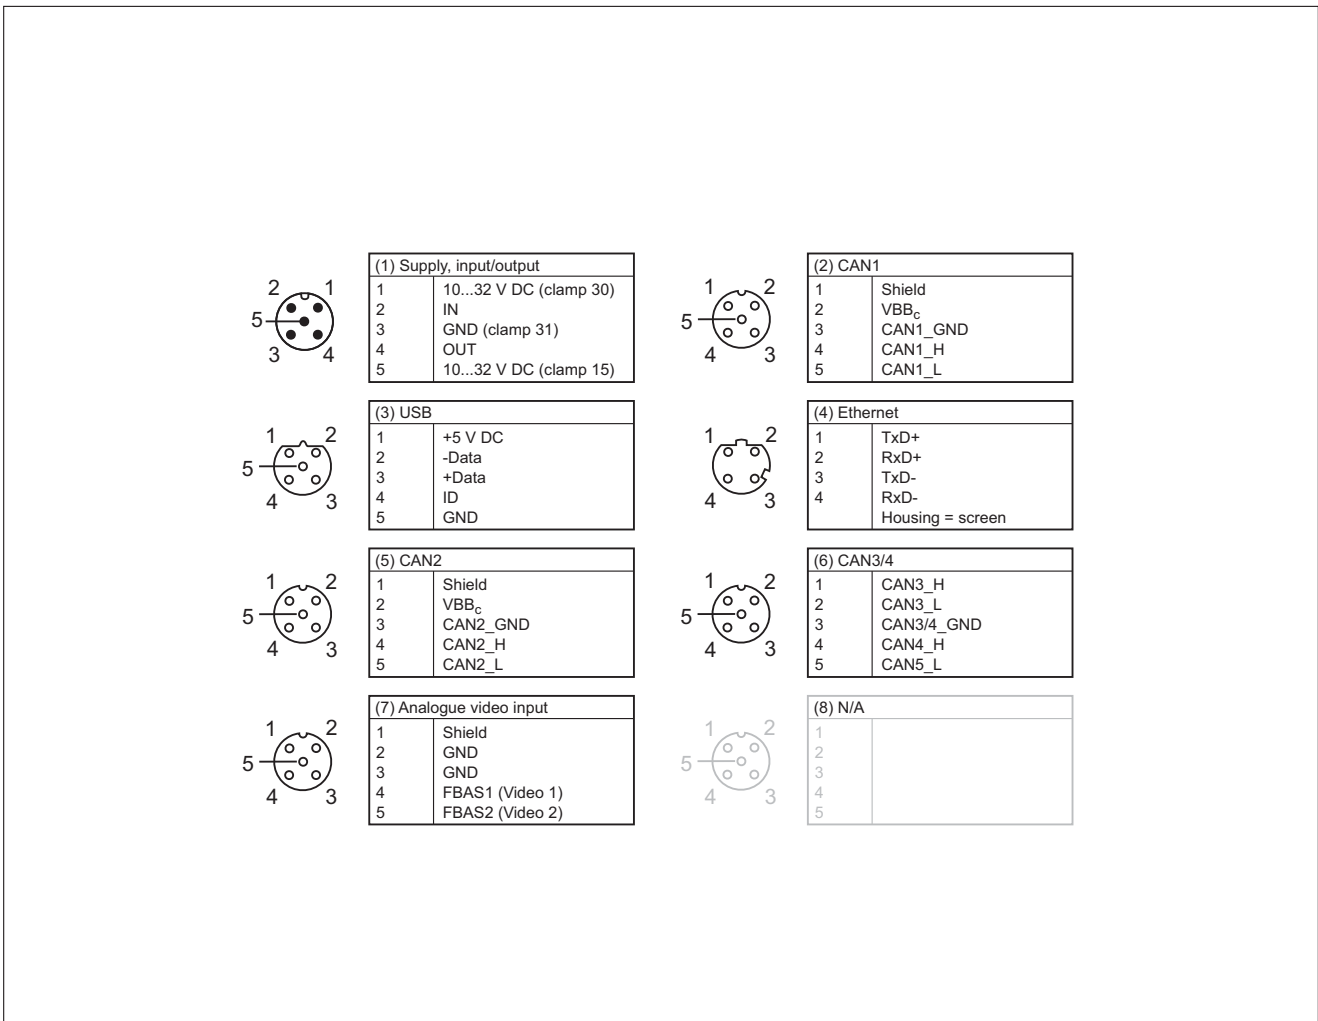 2 1
5
3 4
(1) Supply, input/output
1 10...32 V DC (clamp 30)
2 IN
3 GND (clamp 31)
4 OUT
5 10...32 V DC (clamp 15)
1 2
5
4 3
(2) CAN1
1 Shield
2 VBBc
3 CAN1_GND
4 CAN1_H
5 CAN1_L
1 2
5
4 3
(3) USB
1 +5 V DC
2 -Data
3 +Data
4 ID
5 GND
1 2
4 3
(4) Ethernet
1 TxD+
2 RxD+
3 TxD-
4 RxD-
Housing = screen
1 2
5
4 3
(5) CAN2
1 Shield
2 VBBc
3 CAN2_GND
4 CAN2_H
5 CAN2_L
1 2
5
4 3
(6) CAN3/4
1 CAN3_H
2 CAN3_L
3 CAN3/4_GND
4 CAN4_H
5 CAN5_L
1 2
5
4 3
(7) Analogue video input
1 Shield
2 GND
3 GND
4 FBAS1 (Video 1)
5 FBAS2 (Video 2)
1 2
5
4 3
(8) N/A
1
2
3
4
5